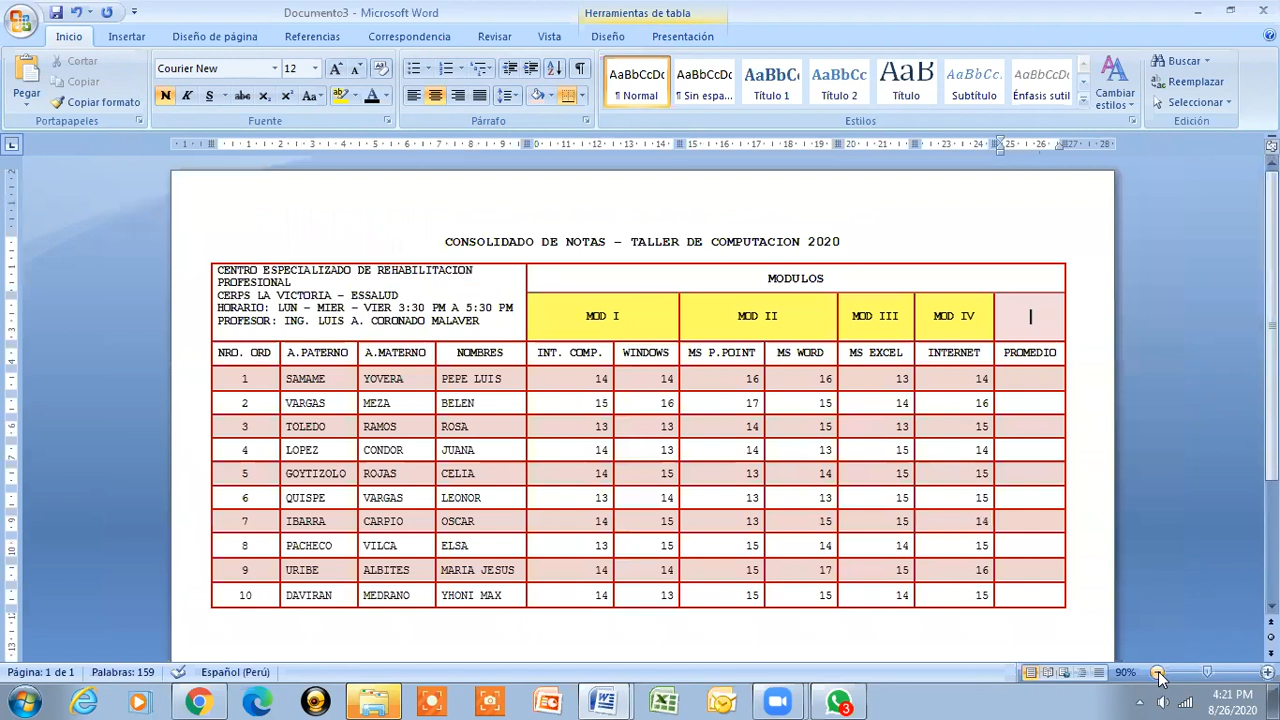 Documento3 - Microsoft Word
Herramientas de tabla
Inicio Insertar Diseño de página Referencias Correspondencia Revisar Vista Diseño Presentación
Pegar
Cortar
Copiar
Copiar formato
Portapapeles
Courier New 12
N K S abc x₂ x² Aa
Fuente
Párrafo
AaBbCcDc AaBbCcDc AaBbCc AaBbCc AaB AaBbCc. AaBbCcDc
¶ Normal ¶ Sin espa... Título 1 Título 2 Título Subtítulo Énfasis sutil
Cambiar estilos
Estilos
Buscar
Reemplazar
Seleccionar
Edición
CONSOLIDADO DE NOTAS – TALLER DE COMPUTACION 2020
CENTRO ESPECIALIZADO DE REHABILITACION
PROFESIONAL
CERPS LA VICTORIA – ESSALUD
HORARIO: LUN – MIER – VIER 3:30 PM A 5:30 PM
PROFESOR: ING. LUIS A. CORONADO MALAVER
MODULOS
MOD I MOD II MOD III MOD IV
NRO. ORD A.PATERNO A.MATERNO NOMBRES INT. COMP. WINDOWS MS P.POINT MS WORD MS EXCEL INTERNET PROMEDIO
1 SAMAME YOVERA PEPE LUIS 14 14 16 16 13 14
2 VARGAS MEZA BELEN 15 16 17 15 14 16
3 TOLEDO RAMOS ROSA 13 13 14 15 13 15
4 LOPEZ CONDOR JUANA 14 13 14 13 15 14
5 GOYTIZOLO ROJAS CELIA 14 15 13 14 15 15
6 QUISPE VARGAS LEONOR 13 14 13 13 15 15
7 IBARRA CARPIO OSCAR 14 15 13 15 15 14
8 PACHECO VILCA ELSA 13 15 15 14 14 15
9 URIBE ALBITES MARIA JESUS 14 14 15 17 15 16
10 DAVIRAN MEDRANO YHONI MAX 14 13 15 15 14 15
Página: 1 de 1 Palabras: 159 Español (Perú) 90%
3
4:21 PM
8/26/2020